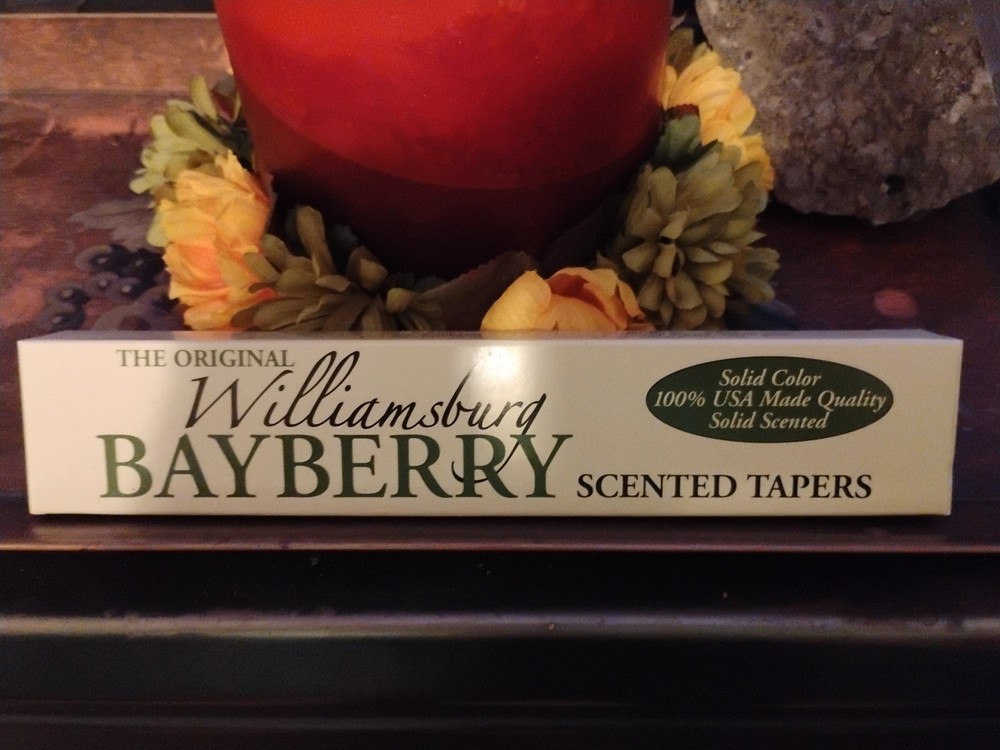 THE ORIGINAL
Williamsburg
BAYBERRY SCENTED TAPERS
Solid Color
100% USA Made Quality
Solid Scented